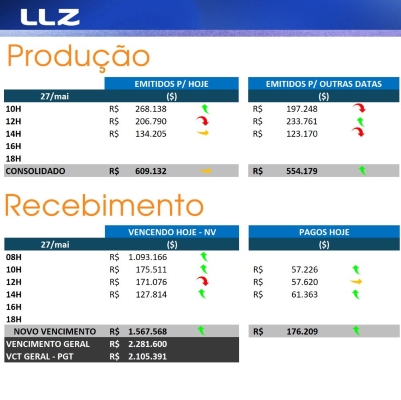 LLZ
Produção
EMITIDOS P/ HOJE EMITIDOS P/ OUTRAS DATAS
27/mai ($) ($)
10H R$ 268.138 R$ 197.248
12H R$ 206.790 R$ 233.761
14H R$ 134.205 R$ 123.170
16H
18H
CONSOLIDADO R$ 609.132 R$ 554.179
Recebimento
VENCENDO HOJE - NV PAGOS HOJE
27/mai ($) ($)
08H R$ 1.093.166
10H R$ 175.511 R$ 57.226
12H R$ 171.076 R$ 57.620
14H R$ 127.814 R$ 61.363
16H
18H
NOVO VENCIMENTO R$ 1.567.568 R$ 176.209
VENCIMENTO GERAL R$ 2.281.600
VCT GERAL - PGT R$ 2.105.391